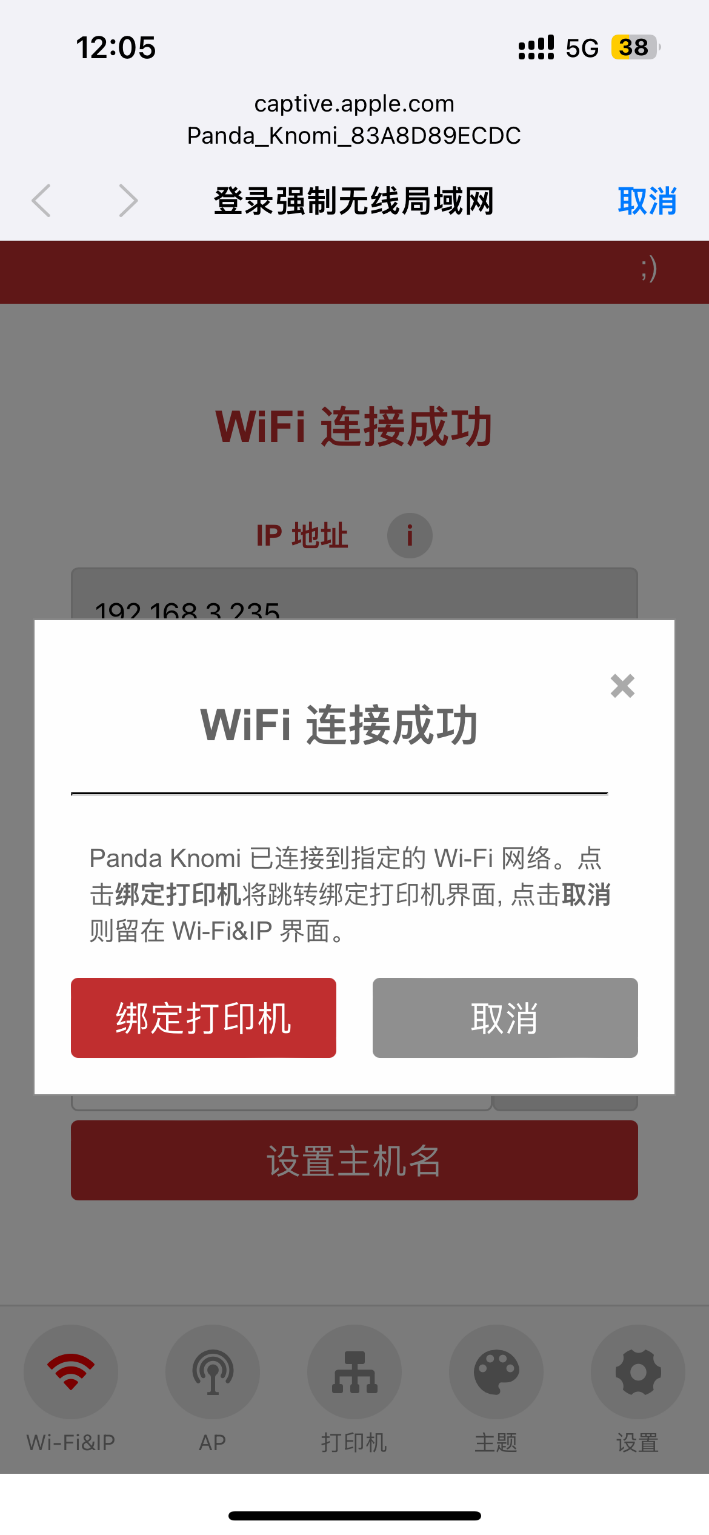 12:05
5G 38
captive.apple.com
Panda_Knomi_83A8D89ECDC
登录强制无线局域网
取消
;)
WiFi 连接成功
IP 地址 i
192.168.3.235
WiFi 连接成功
Panda Knomi 已连接到指定的 Wi-Fi 网络。点
击绑定打印机将跳转绑定打印机界面, 点击取消
则留在 Wi-Fi&IP 界面。
绑定打印机
取消
设置主机名
Wi-Fi&IP
AP
打印机
主题
设置